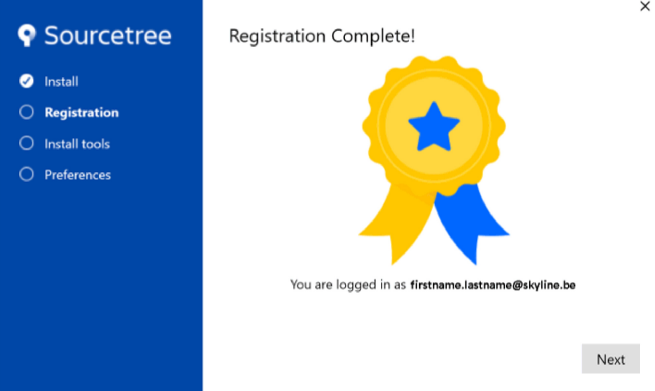 Sourcetree
Install
Registration
Install tools
Preferences
Registration Complete!
You are logged in as firstname.lastname@skyline.be
Next